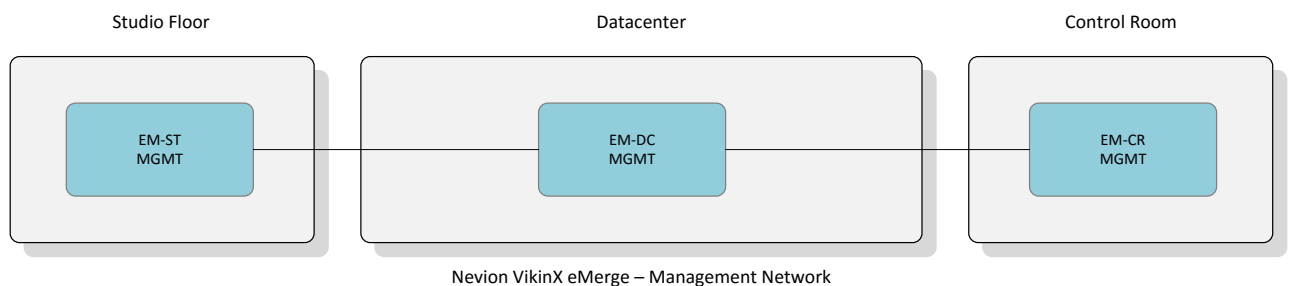 Studio Floor
Datacenter
Control Room
EM-ST
MGMT
EM-DC
MGMT
EM-CR
MGMT
Nevion VikinX eMerge – Management Network